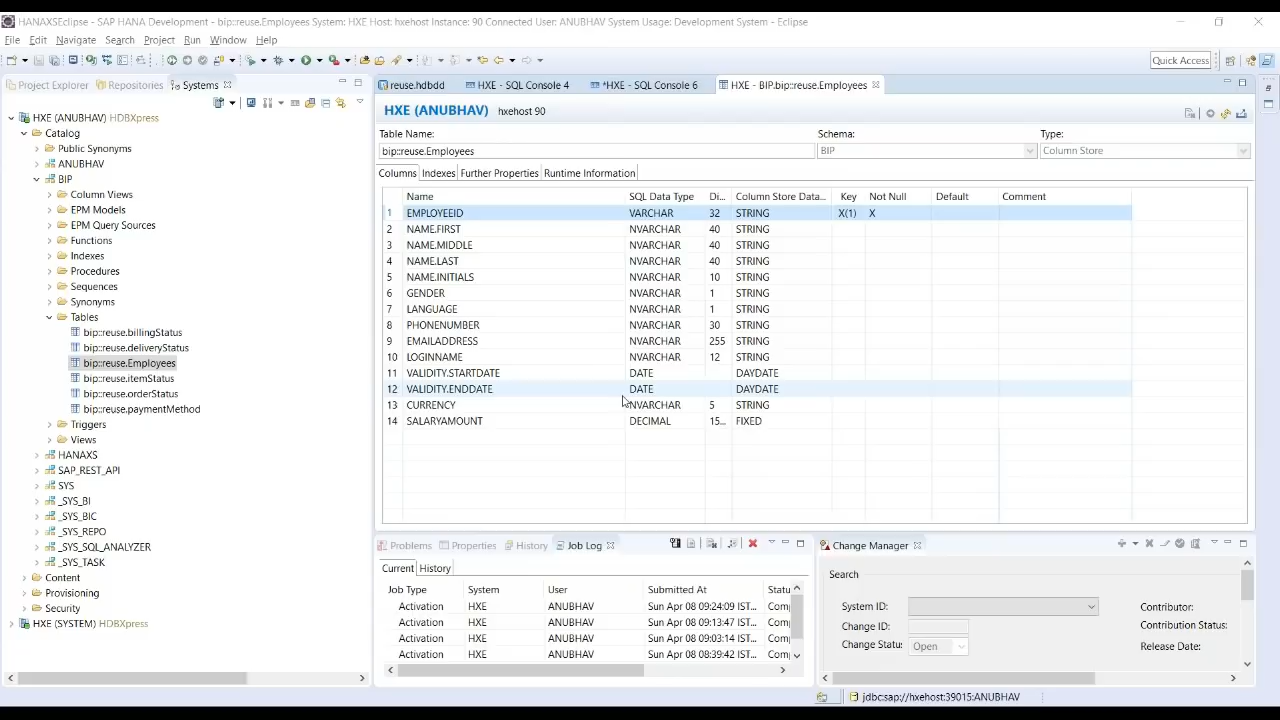 HANAXSEclipse - SAP HANA Development - bip::reuse.Employees System: HXE Host: hxehost Instance: 90 Connected User: ANUBHAV System Usage: Development System - Eclipse
File Edit Navigate Search Project Run Window Help
Quick Access
Project Explorer Repositories Systems
reuse.hdbdd HXE - SQL Console 4 *HXE - SQL Console 6 HXE - BIP.bip::reuse.Employees
HXE (ANUBHAV) HDBXpress
Catalog
Public Synonyms
ANUBHAV
BIP
Column Views
EPM Models
EPM Query Sources
Functions
Indexes
Procedures
Sequences
Synonyms
Tables
bip::reuse.billingStatus
bip::reuse.deliveryStatus
bip::reuse.Employees
bip::reuse.itemStatus
bip::reuse.orderStatus
bip::reuse.paymentMethod
Triggers
Views
HANAXS
SAP_REST_API
SYS
_SYS_BI
_SYS_BIC
_SYS_REPO
_SYS_SQL_ANALYZER
_SYS_TASK
Content
Provisioning
Security
HXE (SYSTEM) HDBXpress
HXE (ANUBHAV) hxehost 90
Table Name: Schema: Type:
bip::reuse.Employees BIP Column Store
Columns Indexes Further Properties Runtime Information
Name SQL Data Type Di... Column Store Data... Key Not Null Default Comment
1 EMPLOYEEID VARCHAR 32 STRING X(1) X
2 NAME.FIRST NVARCHAR 40 STRING
3 NAME.MIDDLE NVARCHAR 40 STRING
4 NAME.LAST NVARCHAR 40 STRING
5 NAME.INITIALS NVARCHAR 10 STRING
6 GENDER NVARCHAR 1 STRING
7 LANGUAGE NVARCHAR 1 STRING
8 PHONENUMBER NVARCHAR 30 STRING
9 EMAILADDRESS NVARCHAR 255 STRING
10 LOGINNAME NVARCHAR 12 STRING
11 VALIDITY.STARTDATE DATE DAYDATE
12 VALIDITY.ENDDATE DATE DAYDATE
13 CURRENCY NVARCHAR 5 STRING
14 SALARYAMOUNT DECIMAL 15... FIXED
Problems Properties History Job Log
Current History
Job Type System User Submitted At Statu
Activation HXE ANUBHAV Sun Apr 08 09:24:09 IST... Comp
Activation HXE ANUBHAV Sun Apr 08 09:13:47 IST... Comp
Activation HXE ANUBHAV Sun Apr 08 09:03:14 IST... Comp
Activation HXE ANUBHAV Sun Apr 08 08:39:42 IST... Comp
Change Manager
Search
System ID: Contributor:
Change ID: Contribution Status:
Change Statu: Open Release Date:
jdbc:sap://hxehost:39015:ANUBHAV